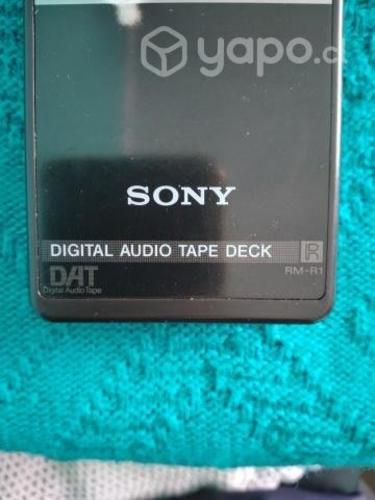 yapo.cl
SONY
DIGITAL AUDIO TAPE DECK R
RM-R1
DAT
Digital Audio Tape